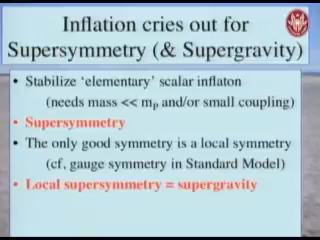 Inflation cries out for
Supersymmetry (& Supergravity)
• Stabilize ‘elementary’ scalar inflaton
(needs mass << mP and/or small coupling)
• Supersymmetry
• The only good symmetry is a local symmetry
(cf, gauge symmetry in Standard Model)
• Local supersymmetry = supergravity